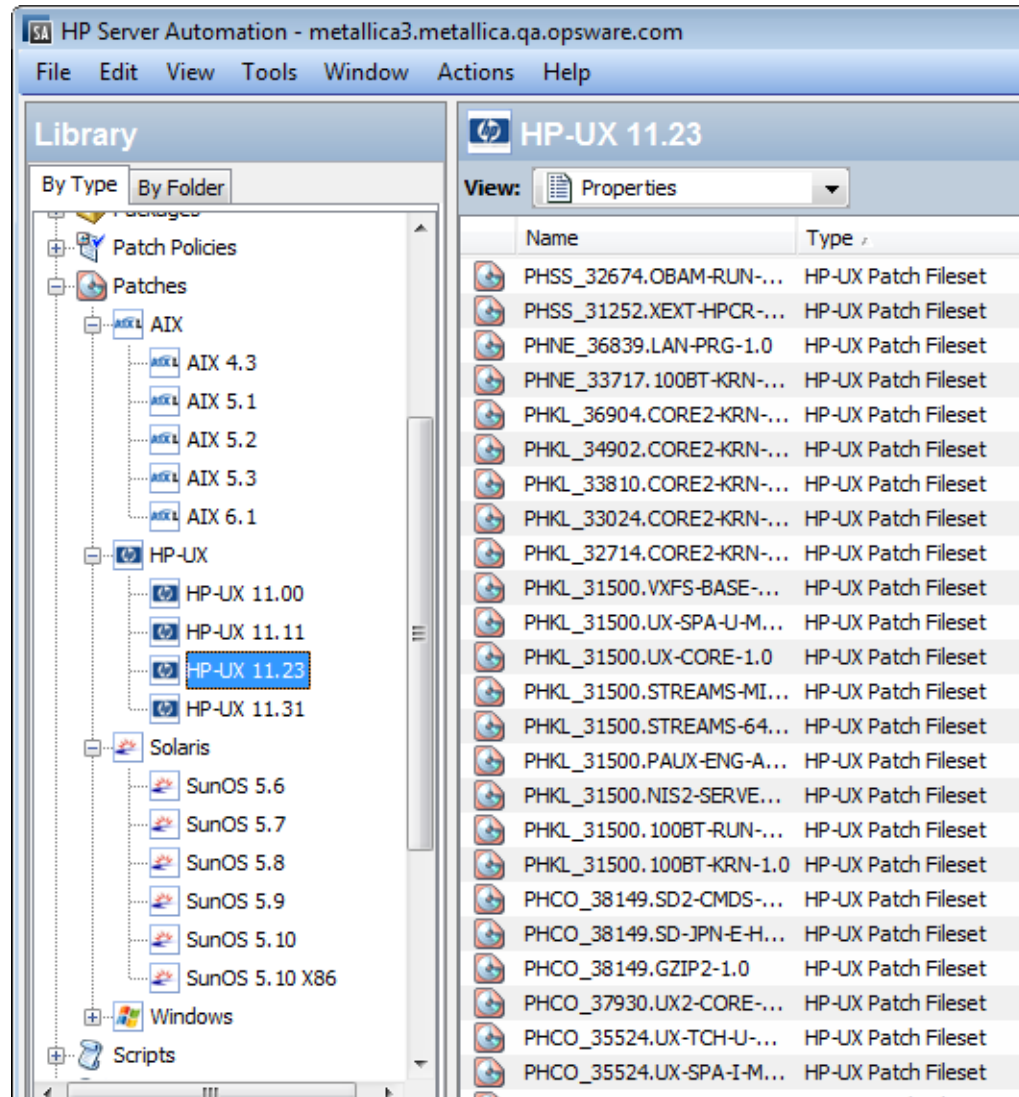 SA HP Server Automation - metallica3.metallica.qa.opsware.com
File Edit View Tools Window Actions Help
Library
By Type By Folder
Packages
Patch Policies
Patches
AIX
AIX 4.3
AIX 5.1
AIX 5.2
AIX 5.3
AIX 6.1
HP-UX
HP-UX 11.00
HP-UX 11.11
HP-UX 11.23
HP-UX 11.31
Solaris
SunOS 5.6
SunOS 5.7
SunOS 5.8
SunOS 5.9
SunOS 5.10
SunOS 5.10 X86
Windows
Scripts
HP-UX 11.23
View: Properties
Name Type
PHSS_32674.OBAM-RUN-... HP-UX Patch Fileset
PHSS_31252.XEXT-HPCR-... HP-UX Patch Fileset
PHNE_36839.LAN-PRG-1.0 HP-UX Patch Fileset
PHNE_33717.100BT-KRN-... HP-UX Patch Fileset
PHKL_36904.CORE2-KRN-... HP-UX Patch Fileset
PHKL_34902.CORE2-KRN-... HP-UX Patch Fileset
PHKL_33810.CORE2-KRN-... HP-UX Patch Fileset
PHKL_33024.CORE2-KRN-... HP-UX Patch Fileset
PHKL_32714.CORE2-KRN-... HP-UX Patch Fileset
PHKL_31500.VXFS-BASE-... HP-UX Patch Fileset
PHKL_31500.UX-SPA-U-M... HP-UX Patch Fileset
PHKL_31500.UX-CORE-1.0 HP-UX Patch Fileset
PHKL_31500.STREAMS-MI... HP-UX Patch Fileset
PHKL_31500.STREAMS-64... HP-UX Patch Fileset
PHKL_31500.PAUX-ENG-A... HP-UX Patch Fileset
PHKL_31500.NIS2-SERVE... HP-UX Patch Fileset
PHKL_31500.100BT-RUN-... HP-UX Patch Fileset
PHKL_31500.100BT-KRN-1.0 HP-UX Patch Fileset
PHCO_38149.SD2-CMDS-... HP-UX Patch Fileset
PHCO_38149.SD-JPN-E-H... HP-UX Patch Fileset
PHCO_38149.GZIP2-1.0 HP-UX Patch Fileset
PHCO_37930.UX2-CORE-... HP-UX Patch Fileset
PHCO_35524.UX-TCH-U-... HP-UX Patch Fileset
PHCO_35524.UX-SPA-I-M... HP-UX Patch Fileset